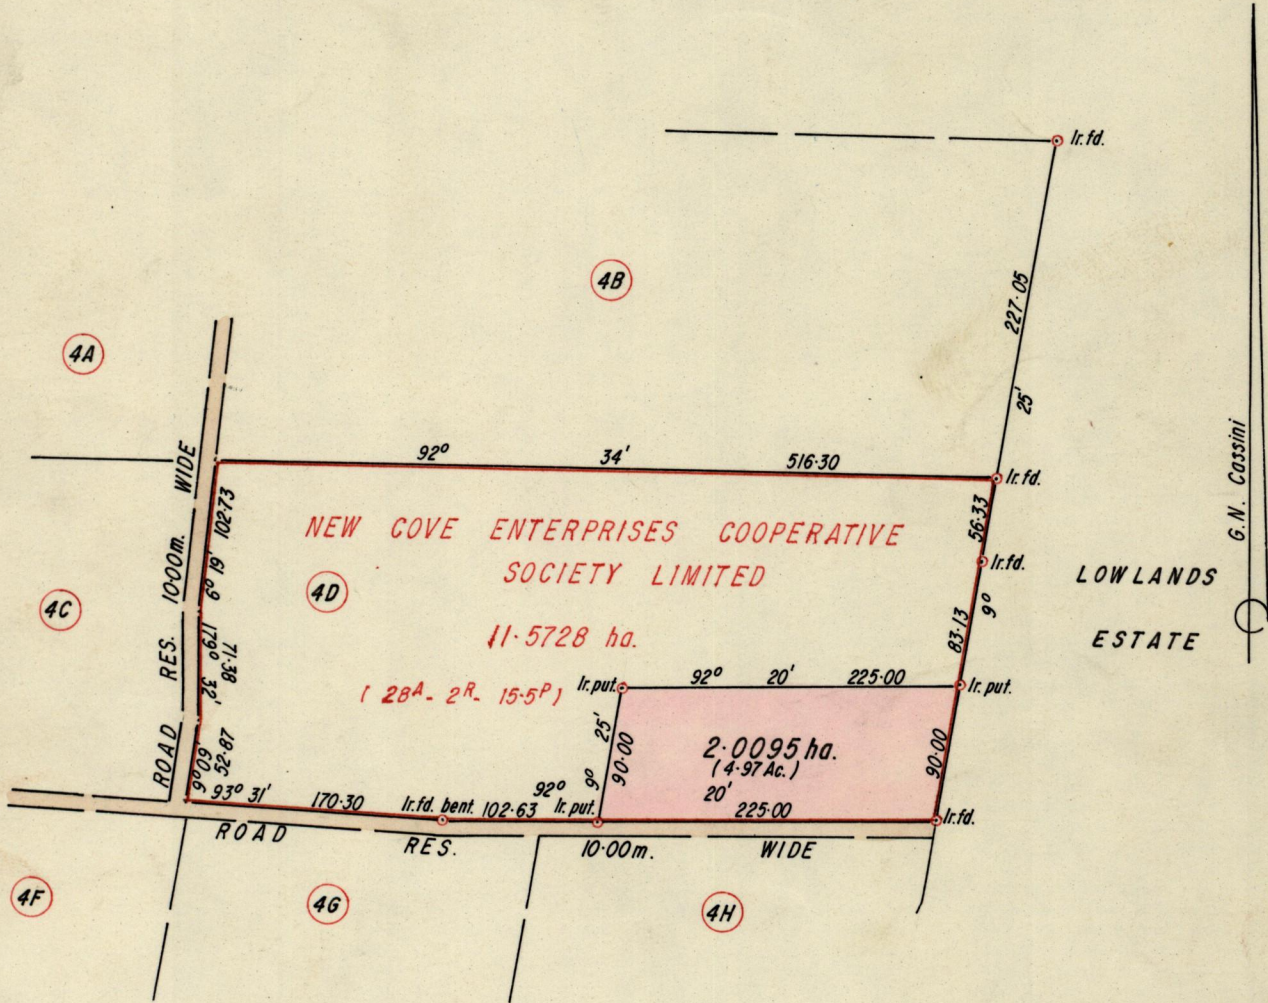 Ir.fd.
4B
227·05
4A
25'
G.N. Cassini
WIDE
92° 34' 516·30
Ir.fd.
102·73
56·33
NEW COVE ENTERPRISES COOPERATIVE
SOCIETY LIMITED
10·00m.
6° 19'
4D
Ir.fd.
LOWLANDS
ESTATE
4C
9°
11·5728 ha.
83·13
RES.
179° 32'
71·38
( 28A- 2R- 15·5P )
Ir.put.
92° 20' 225·00
Ir.put.
25'
9°
90·00
2·0095 ha.
(4·97 Ac.)
90·00
ROAD
9° 09'
52·87
93° 31'
170·30
Ir.fd. bent.
92°
102·63
Ir.put.
20'
225·00
Ir.fd.
ROAD RES. 10·00m. WIDE
4F
4G
4H